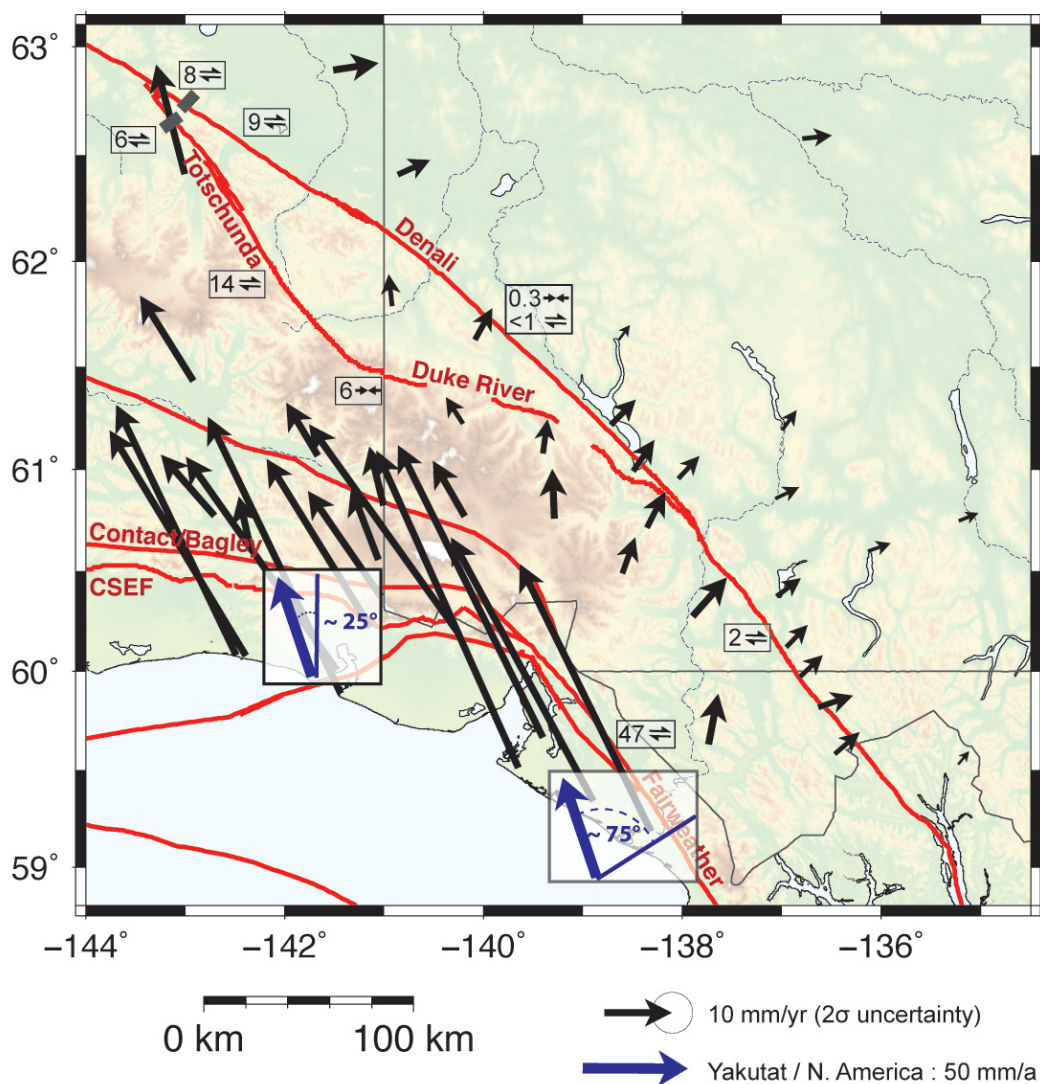 63°
62°
61°
60°
59°
8
6
9
Totschunda
14
Denali
0.3
<1
Duke River
6
Contact/Bagley
CSEF
~ 25°
2
47
Fairweather
~ 75°
−144°
−142°
−140°
−138°
−136°
0 km
100 km
10 mm/yr (2σ uncertainty)
Yakutat / N. America : 50 mm/a